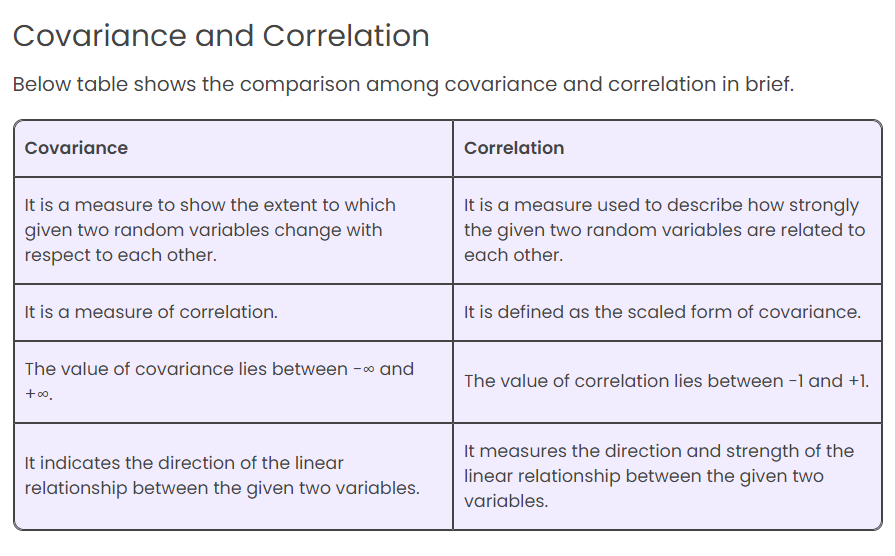 Covariance and Correlation
Below table shows the comparison among covariance and correlation in brief.
Covariance
Correlation
It is a measure to show the extent to which
given two random variables change with
respect to each other.
It is a measure used to describe how strongly
the given two random variables are related to
each other.
It is a measure of correlation.
It is defined as the scaled form of covariance.
The value of covariance lies between -∞ and
+∞.
The value of correlation lies between -1 and +1.
It indicates the direction of the linear
relationship between the given two variables.
It measures the direction and strength of the
linear relationship between the given two
variables.